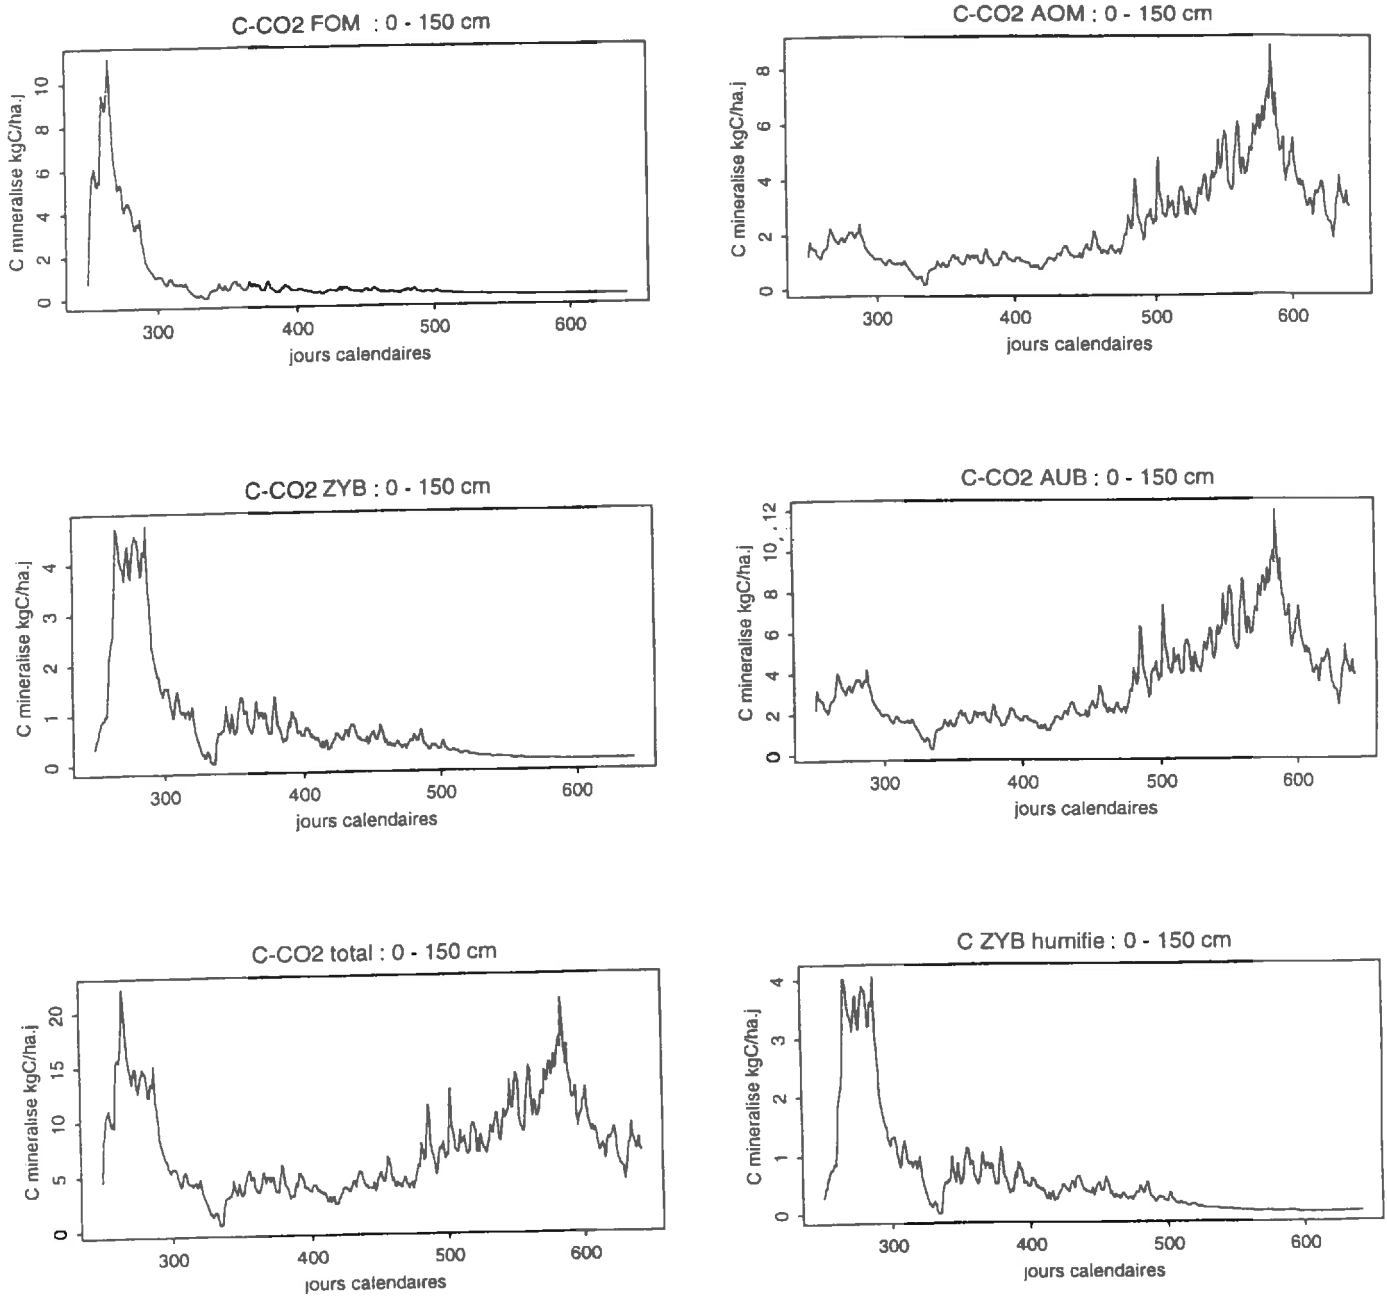 C-CO2 FOM : 0 - 150 cm
C mineralise kgC/ha.j
0 2 4 6 8 10
300 400 500 600
jours calendaires
C-CO2 AOM : 0 - 150 cm
C mineralise kgC/ha.j
0 2 4 6 8
300 400 500 600
jours calendaires
C-CO2 ZYB : 0 - 150 cm
C mineralise kgC/ha.j
0 1 2 3 4
300 400 500 600
jours calendaires
C-CO2 AUB : 0 - 150 cm
C mineralise kgC/ha.j
0 2 4 6 8 10 12
300 400 500 600
jours calendaires
C-CO2 total : 0 - 150 cm
C mineralise kgC/ha.j
0 5 10 15 20
300 400 500 600
jours calendaires
C ZYB humifie : 0 - 150 cm
C mineralise kgC/ha.j
0 1 2 3 4
300 400 500 600
jours calendaires